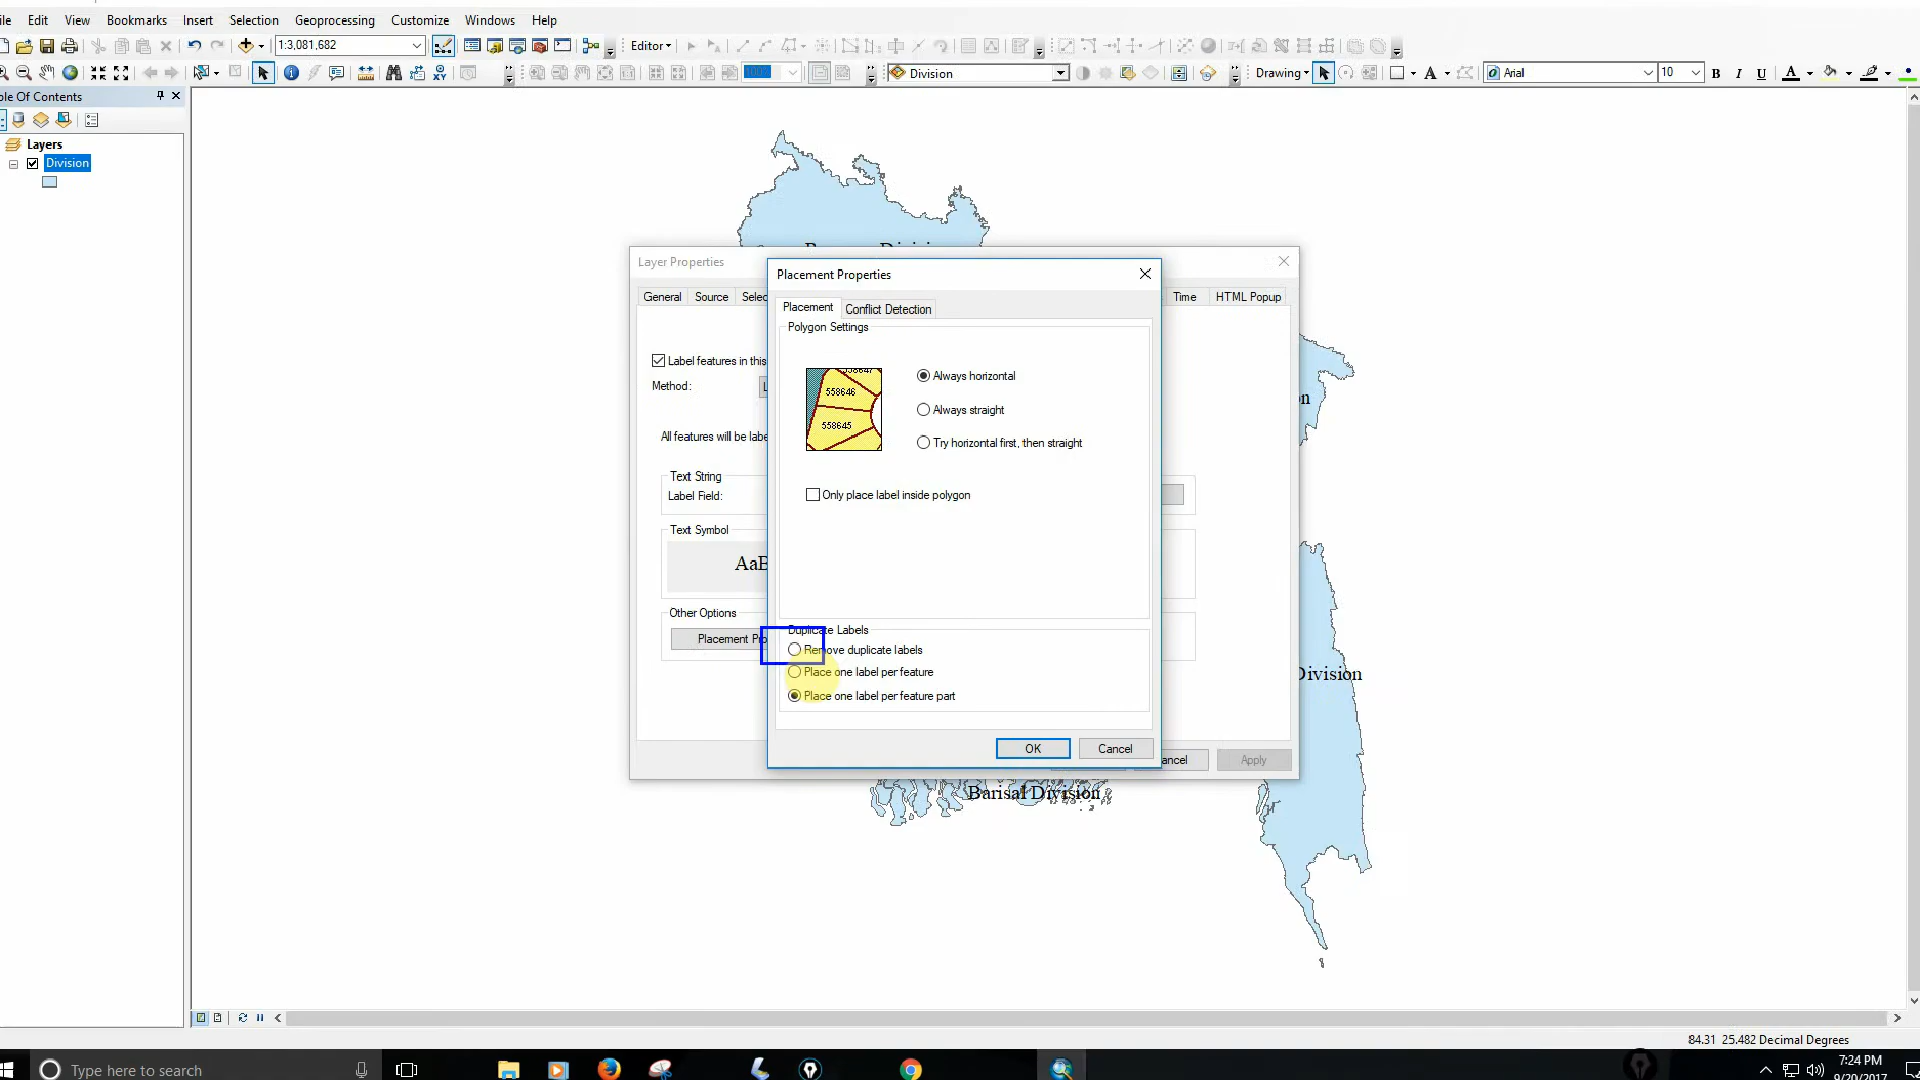 Edit View Bookmarks Insert Selection Geoprocessing Customize Windows Help
1:3,081,682 Editor
Division Drawing A Arial 10 B I U A
Of Contents
Layers
Division
Layer Properties
General Source Time HTML Popup
Label features in this
Method:
All features will be
Text String
Label Field:
Text Symbol
Other Options
Placement
Placement Properties
Placement Conflict Detection
Polygon Settings
558646
558645
Always horizontal
Always straight
Try horizontal first, then straight
Only place label inside polygon
Duplicate Labels
Remove duplicate labels
Place one label per feature
Place one label per feature part
OK Cancel
Apply
Division
Barisal Division
84.31 25.482 Decimal Degrees
Type here to search
7:24 PM
9/20/2017